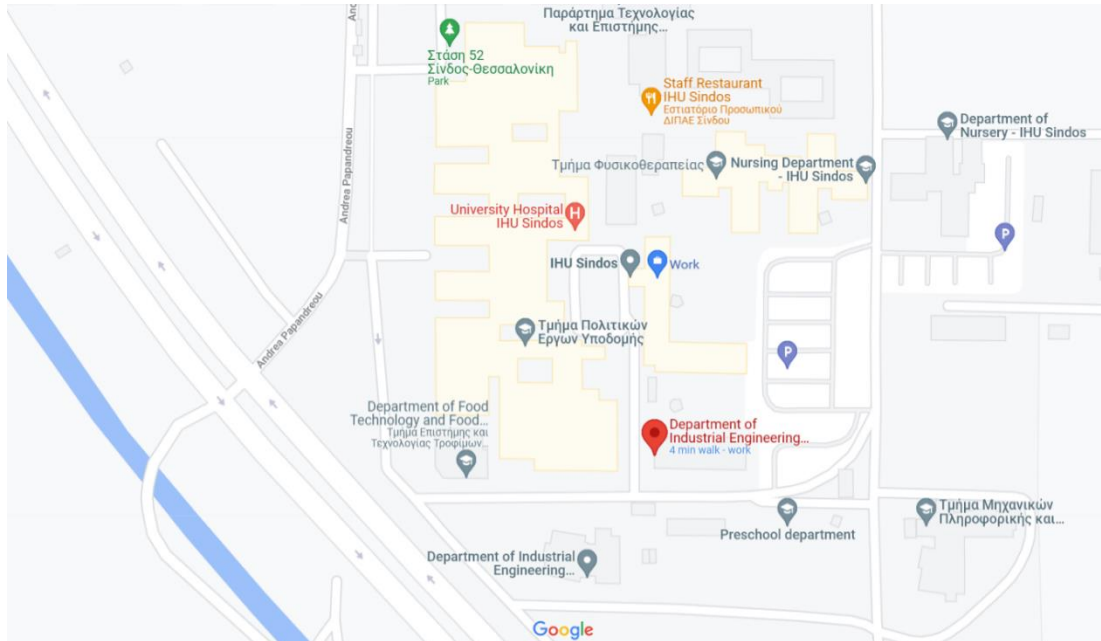 And
Παράρτημα Τεχνολογίας
και Επιστήμης...
Στάση 52
Σίνδος-Θεσσαλονίκη
Park
Staff Restaurant
IHU Sindos
Εστιατόριο Προσωπικού
ΔΙΠΑΕ Σίνδου
Department of
Nursery - IHU Sindos
Τμήμα Φυσικοθεραπείας
Nursing Department
- IHU Sindos
Andrea Papandreou
University Hospital
IHU Sindos
H
P
IHU Sindos
Work
Τμήμα Πολιτικών
Εργων Υποδομής
Andrea Papandreou
P
Department of Food
Technology and Food...
Τμήμα Επιστήμης και
Τεχνολογίας Τροφίμων...
Department of
Industrial Engineering...
4 min walk - work
Τμήμα Μηχανικών
Πληροφορικής και...
Preschool department
Department of Industrial
Engineering...
Google